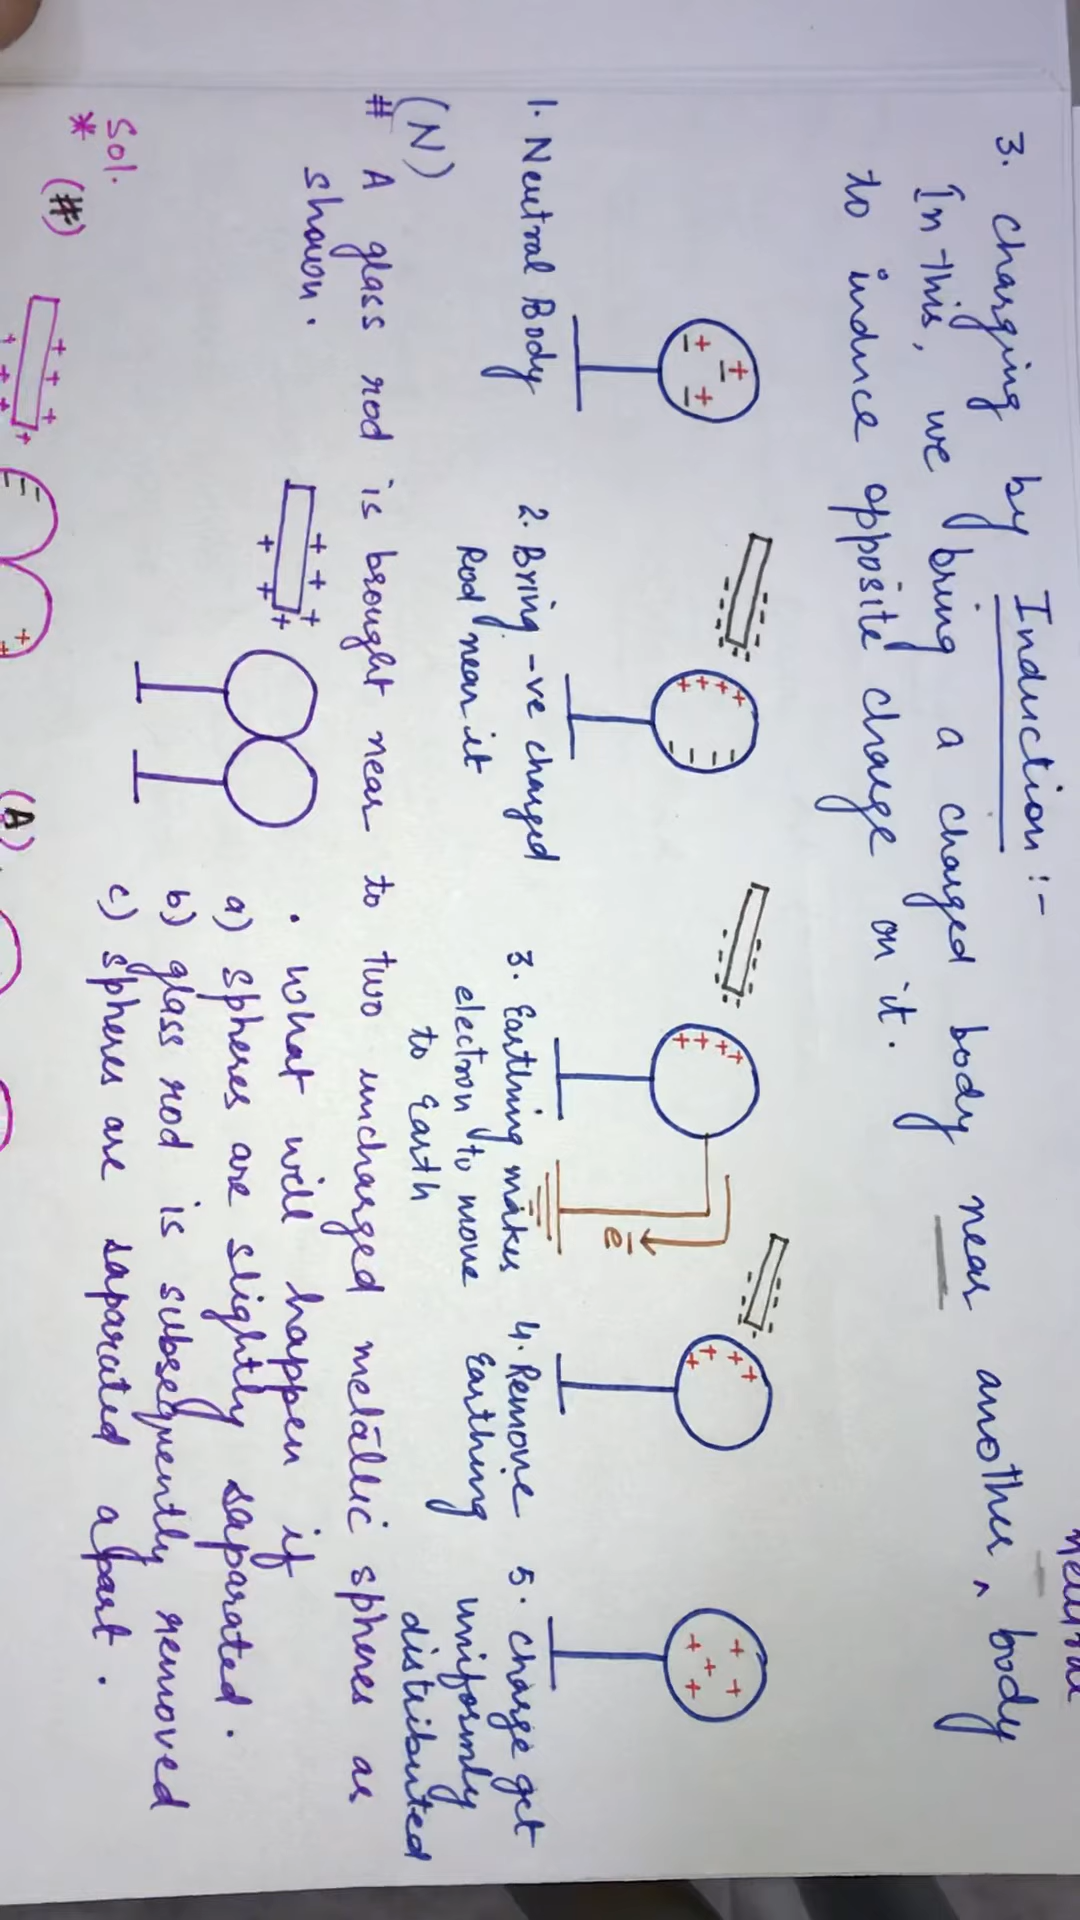 Neutral
3. charging by Induction :-
In this, we bring a charged body near another ^ body
to induce opposite charge on it.
1. Neutral Body
2. Bring -ve charged
Rod near it
3. Earthing makes
electron to move
to Earth
e-
4. Remove
Earthing
5. charge get
uniformly
distributed
(N)
# A glass rod is brought near to two uncharged metallic spheres as
shown.
• what will happen if
a) spheres are slightly saparated.
b) glass rod is subsequently removed
c) spheres are saparated apart.
Sol.
* (#)
(A)